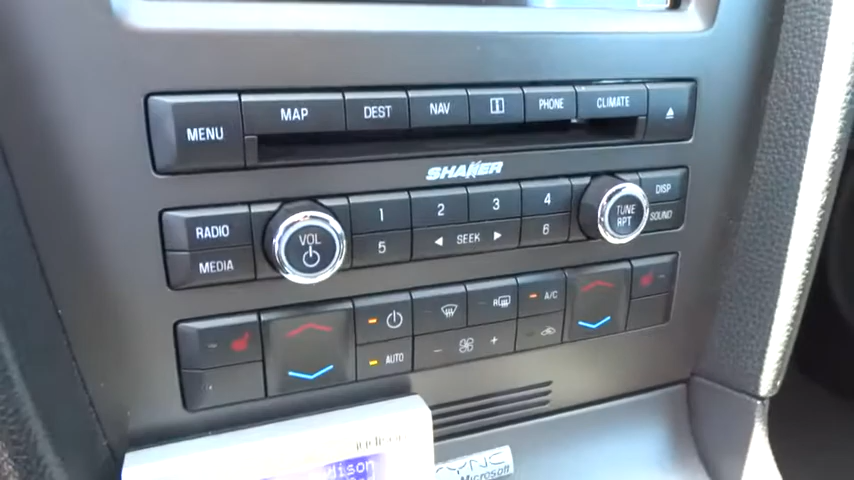 MENU MAP DEST NAV i PHONE CLIMATE
SHAKER
RADIO VOL 1 2 3 4 TUNE RPT DISP
MEDIA 5 SEEK 6 SOUND
R A/C
AUTO - +
SYNC
Microsoft